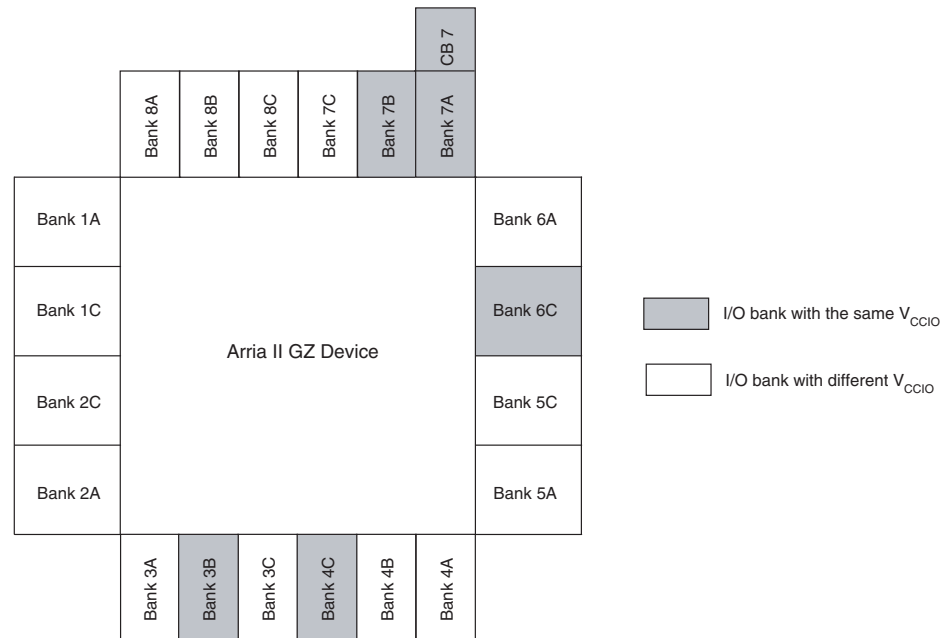 CB 7
Bank 8A
Bank 8B
Bank 8C
Bank 7C
Bank 7B
Bank 7A
Bank 1A
Bank 6A
Bank 1C
Bank 6C
I/O bank with the same V_CCIO
Arria II GZ Device
I/O bank with different V_CCIO
Bank 2C
Bank 5C
Bank 2A
Bank 5A
Bank 3A
Bank 3B
Bank 3C
Bank 4C
Bank 4B
Bank 4A